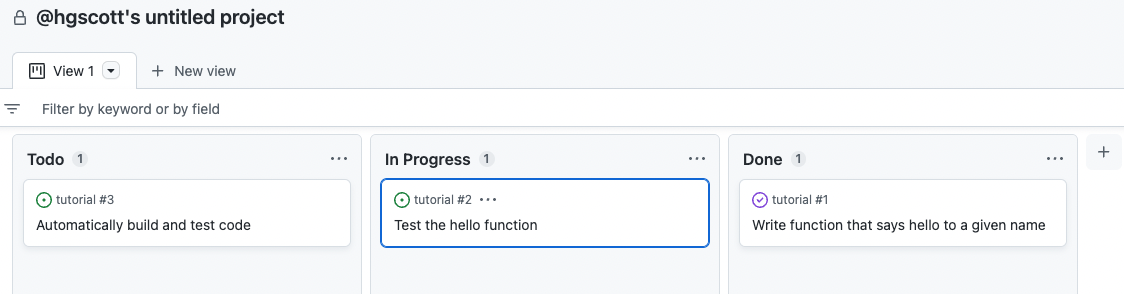 @hgscott's untitled project
View 1
New view
Filter by keyword or by field
Todo 1
tutorial #3
Automatically build and test code
In Progress 1
tutorial #2
Test the hello function
Done 1
tutorial #1
Write function that says hello to a given name